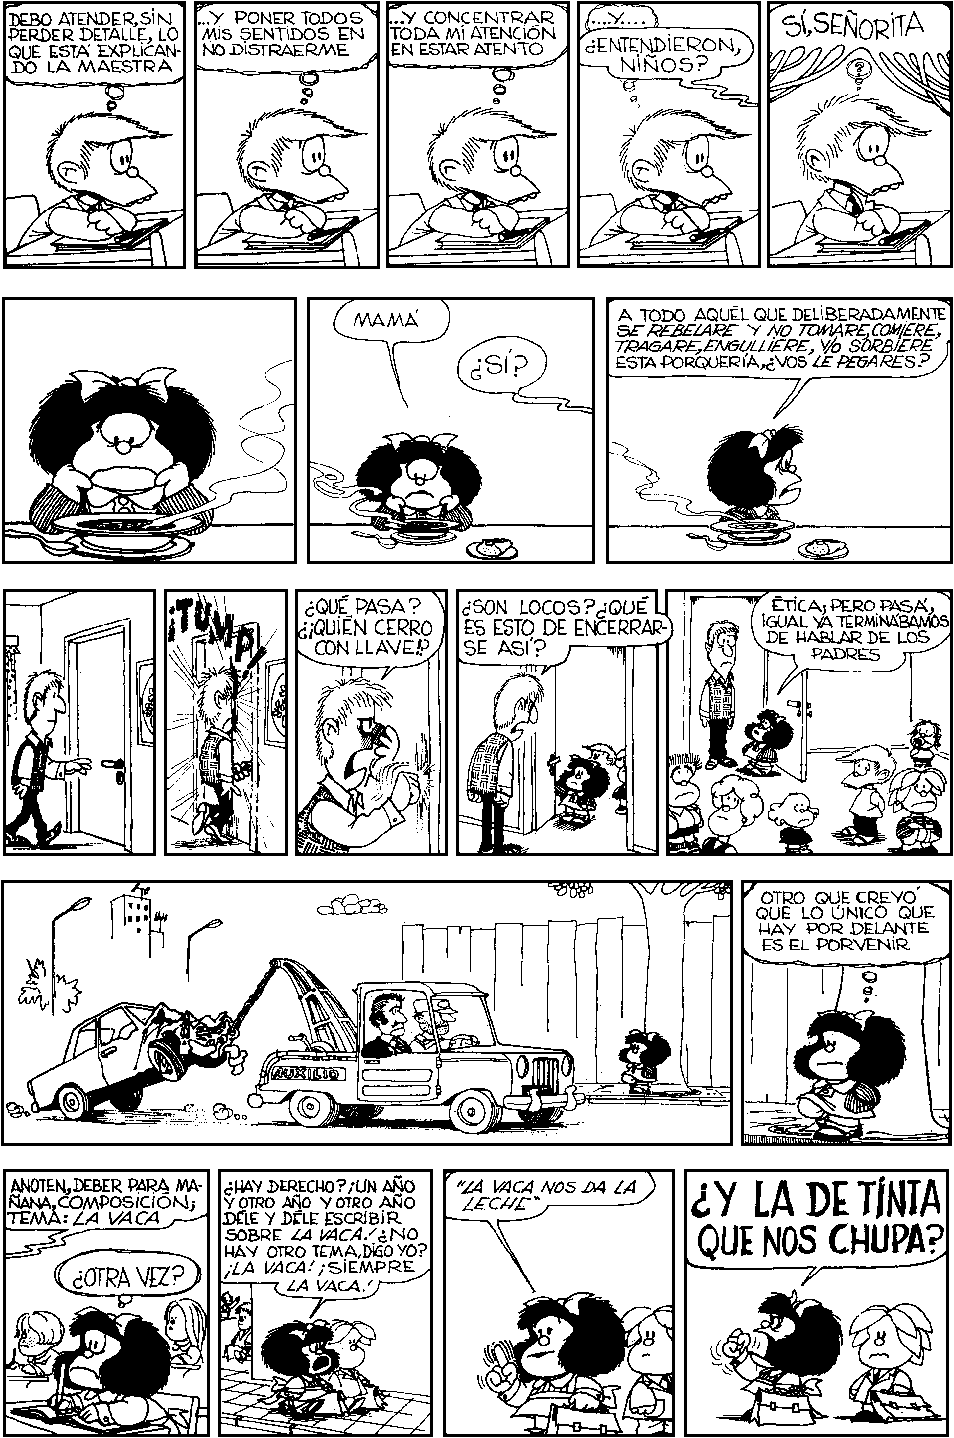 DEBO ATENDER, SIN
PERDER DETALLE, LO
QUE ESTÁ EXPLICAN-
DO LA MAESTRA
...Y PONER TODOS
MIS SENTIDOS EN
NO DISTRAERME
...Y CONCENTRAR
TODA MI ATENCIÓN
EN ESTAR ATENTO
...Y...
¿ENTENDIERON,
NIÑOS?
SÍ, SEÑORITA
?
MAMÁ
¿SÍ?
A TODO AQUÉL QUE DELIBERADAMENTE
SE REBELARE Y NO TOMARE, COMIERE,
TRAGARE, ENGULLIERE, Y/O SORBIERE
ESTA PORQUERÍA, ¿VOS LE PEGARES?
¡TUMP!
¿QUÉ PASA?
¿¡QUIÉN CERRÓ
CON LLAVE!?
¿SON LOCOS? ¿QUÉ
ES ESTO DE ENCERRAR-
SE ASÍ?
ÉTICA, PERO PASÁ,
IGUAL YA TERMINÁBAMOS
DE HABLAR DE LOS
PADRES
AUXILIO
OTRO QUE CREYÓ
QUE LO ÚNICO QUE
HAY POR DELANTE
ES EL PORVENIR
ANOTEN, DEBER PARA MA-
ÑANA, COMPOSICIÓN;
TEMA: LA VACA
¿OTRA VEZ?
¿HAY DERECHO? ¡UN AÑO
Y OTRO AÑO Y OTRO AÑO
DELE Y DELE ESCRIBIR
SOBRE LA VACA! ¿NO
HAY OTRO TEMA, DIGO YO?
¡LA VACA! ¡SIEMPRE
LA VACA!
"LA VACA NOS DA LA
LECHE"
¿Y LA DE TINTA
QUE NOS CHUPA?